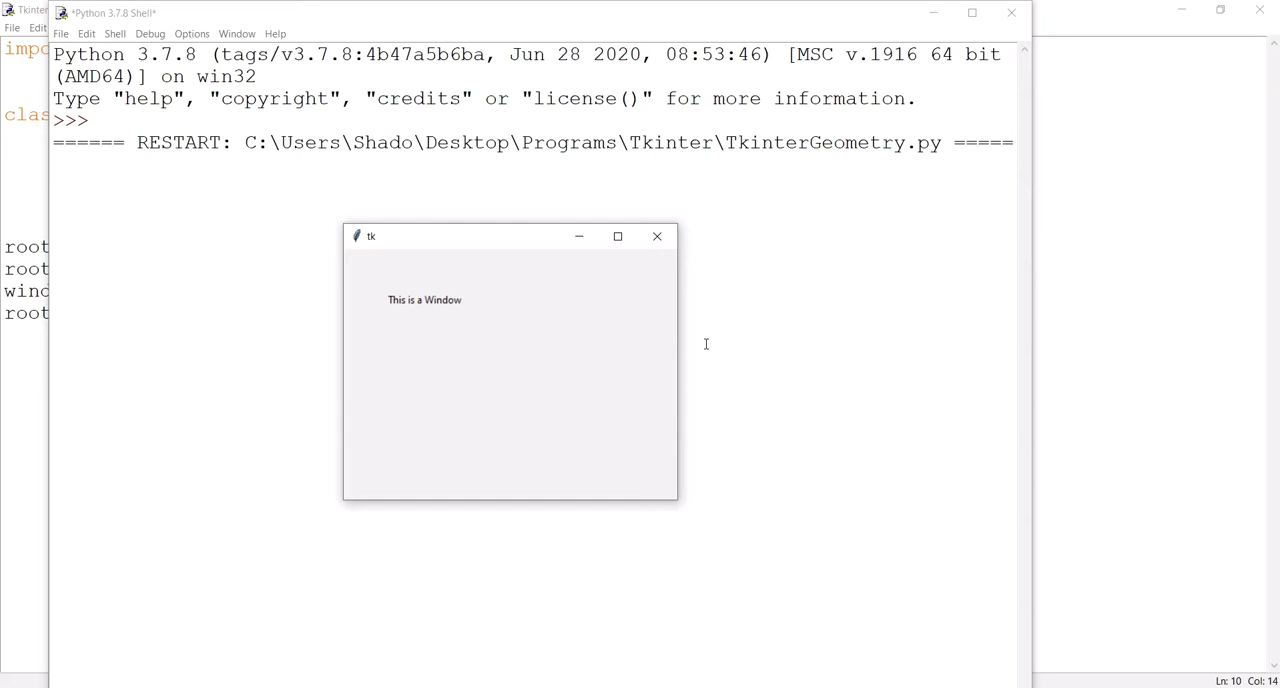 Tkinter
File Edit
impo
clas
root
root
wind
root
*Python 3.7.8 Shell*
File Edit Shell Debug Options Window Help
Python 3.7.8 (tags/v3.7.8:4b47a5b6ba, Jun 28 2020, 08:53:46) [MSC v.1916 64 bit
(AMD64)] on win32
Type "help", "copyright", "credits" or "license()" for more information.
>>>
====== RESTART: C:\Users\Shado\Desktop\Programs\Tkinter\TkinterGeometry.py =====
tk
This is a Window
Ln: 10 Col: 14